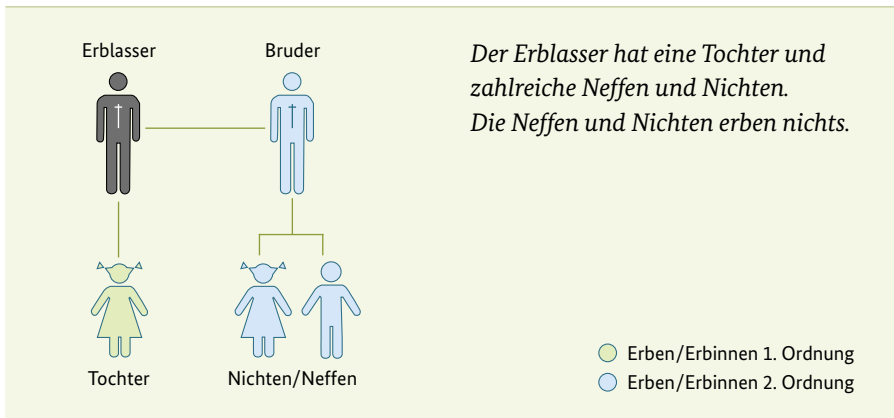 Erblasser
Bruder
Der Erblasser hat eine Tochter und
zahlreiche Neffen und Nichten.
Die Neffen und Nichten erben nichts.
Tochter
Nichten/Neffen
Erben/Erbinnen 1. Ordnung
Erben/Erbinnen 2. Ordnung